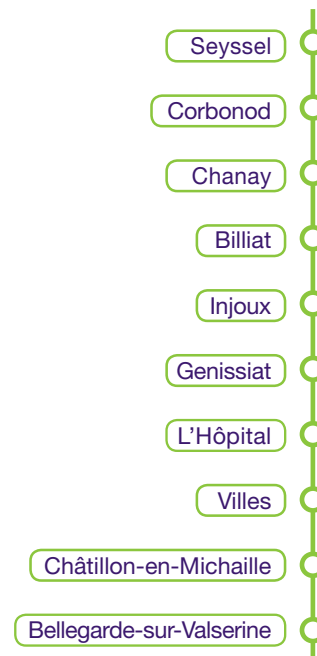 Seyssel
Corbonod
Chanay
Billiat
Injoux
Genissiat
L’Hôpital
Villes
Châtillon-en-Michaille
Bellegarde-sur-Valserine